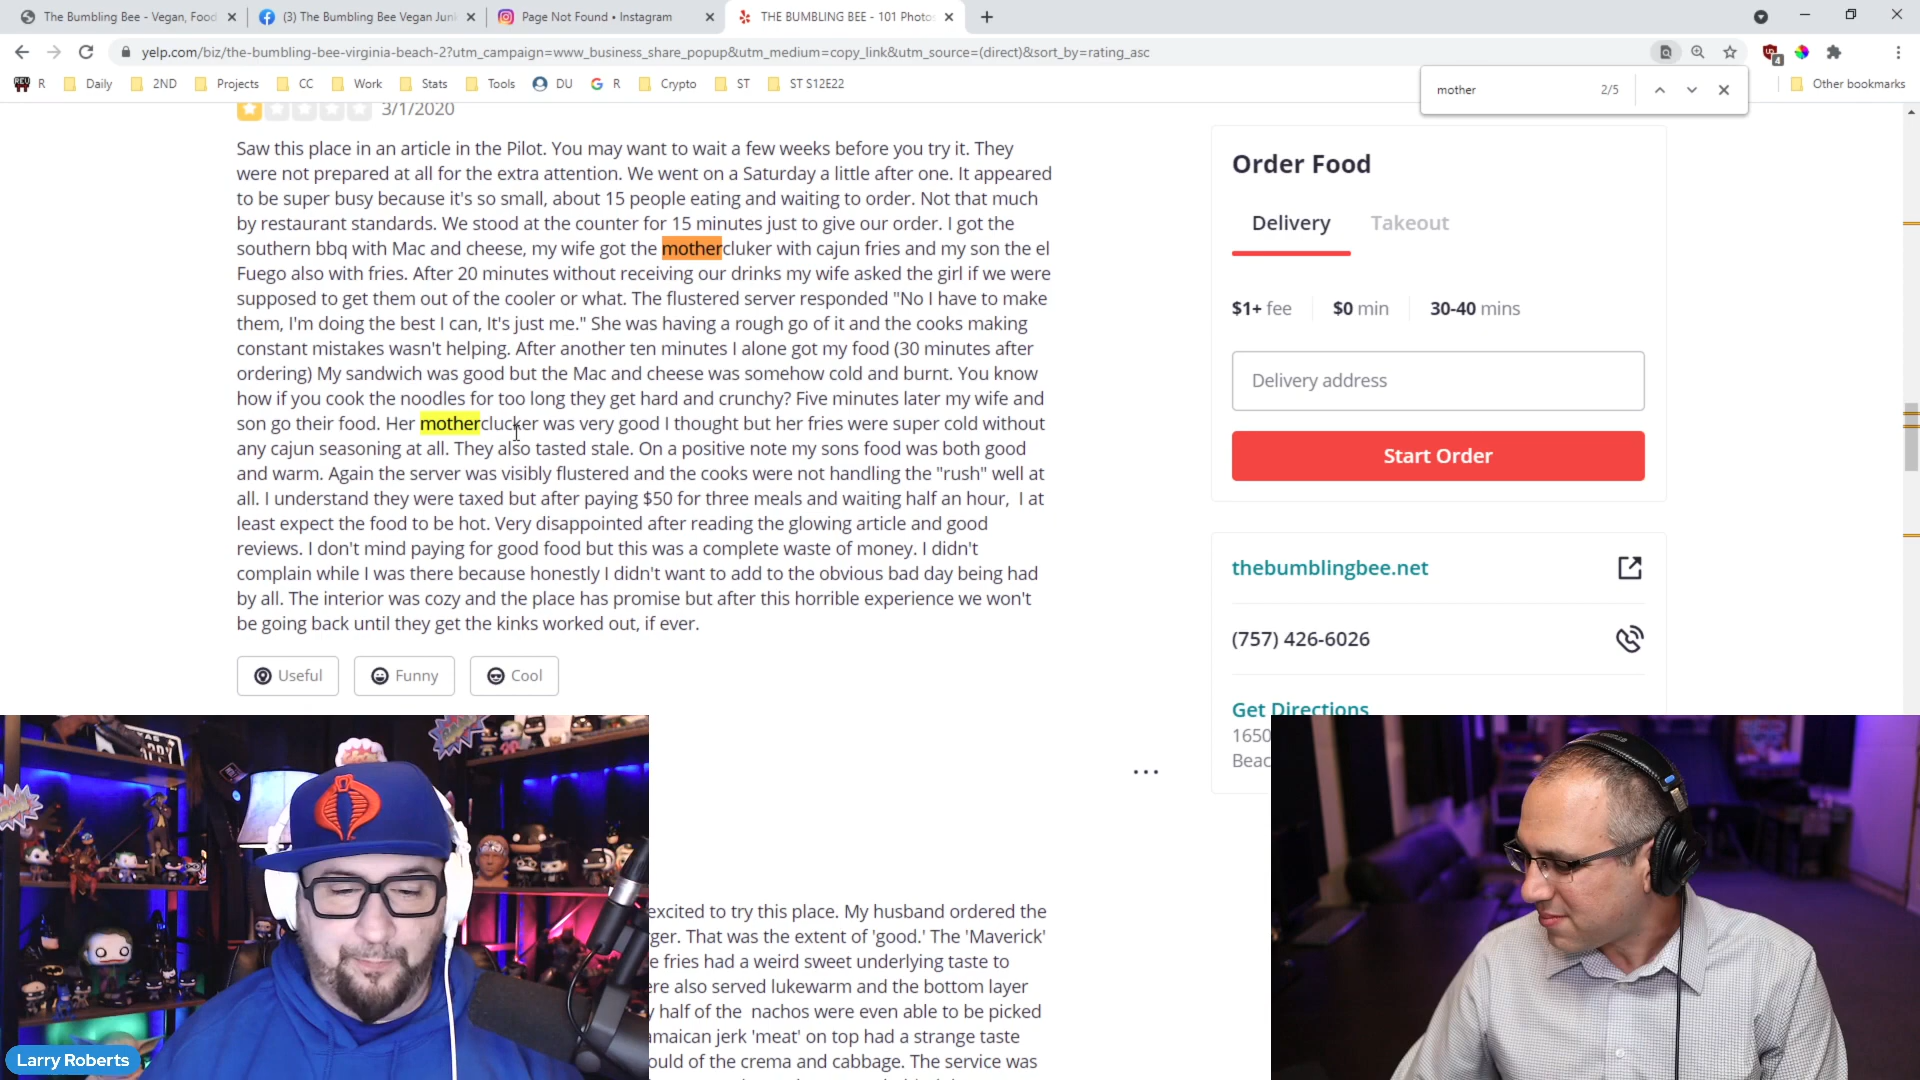 The Bumbling Bee - Vegan, Food
(3) The Bumbling Bee Vegan Jun
Page Not Found • Instagram
THE BUMBLING BEE - 101 Photos
yelp.com/biz/the-bumbling-bee-virginia-beach-2?utm_campaign=www_business_share_popup&utm_medium=copy_link&utm_source=(direct)&sort_by=rating_asc
4
R Daily 2ND Projects CC Work Stats Tools DU R Crypto ST ST S12E22 Other bookmarks
mother 2/5
3/1/2020
Saw this place in an article in the Pilot. You may want to wait a few weeks before you try it. They
were not prepared at all for the extra attention. We went on a Saturday a little after one. It appeared
to be super busy because it's so small, about 15 people eating and waiting to order. Not that much
by restaurant standards. We stood at the counter for 15 minutes just to give our order. I got the
southern bbq with Mac and cheese, my wife got the mothercluker with cajun fries and my son the el
Fuego also with fries. After 20 minutes without receiving our drinks my wife asked the girl if we were
supposed to get them out of the cooler or what. The flustered server responded "No I have to make
them, I'm doing the best I can, It's just me." She was having a rough go of it and the cooks making
constant mistakes wasn't helping. After another ten minutes I alone got my food (30 minutes after
ordering) My sandwich was good but the Mac and cheese was somehow cold and burnt. You know
how if you cook the noodles for too long they get hard and crunchy? Five minutes later my wife and
son go their food. Her motherclucker was very good I thought but her fries were super cold without
any cajun seasoning at all. They also tasted stale. On a positive note my sons food was both good
and warm. Again the server was visibly flustered and the cooks were not handling the "rush" well at
all. I understand they were taxed but after paying $50 for three meals and waiting half an hour, I at
least expect the food to be hot. Very disappointed after reading the glowing article and good
reviews. I don't mind paying for good food but this was a complete waste of money. I didn't
complain while I was there because honestly I didn't want to add to the obvious bad day being had
by all. The interior was cozy and the place has promise but after this horrible experience we won't
be going back until they get the kinks worked out, if ever.
Useful
Funny
Cool
Order Food
Delivery
Takeout
$1+ fee
$0 min
30-40 mins
Delivery address
Start Order
thebumblingbee.net
(757) 426-6026
Get Directions
1650
Beac
excited to try this place. My husband ordered the
ger. That was the extent of 'good.' The 'Maverick'
e fries had a weird sweet underlying taste to
ere also served lukewarm and the bottom layer
y half of the nachos were even able to be picked
amaican jerk 'meat' on top had a strange taste
ould of the crema and cabbage. The service was
Larry Roberts